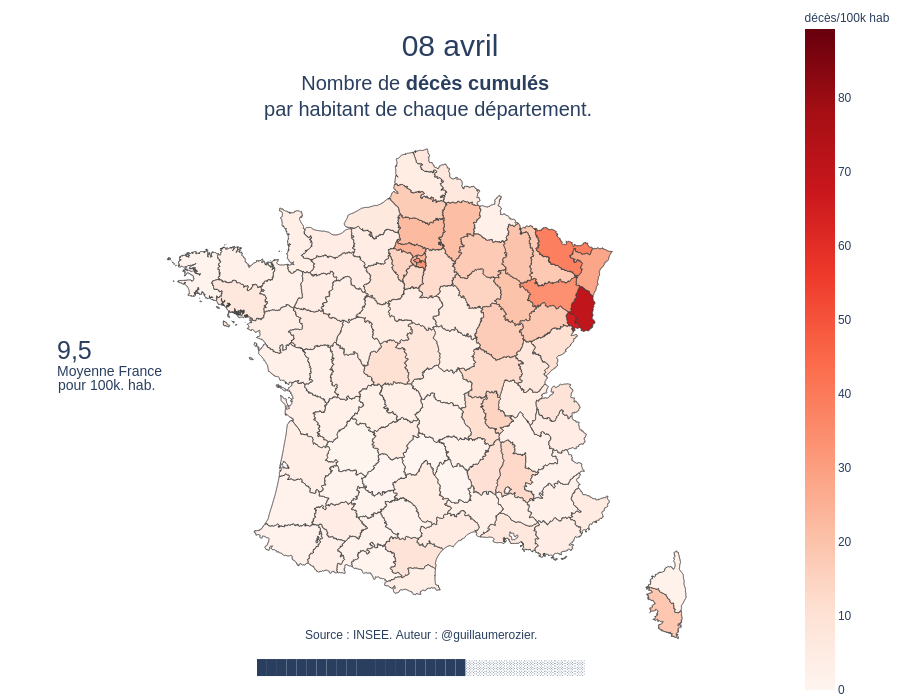 décès/100k hab
08 avril
Nombre de décès cumulés
par habitant de chaque département.
80
70
60
50
40
30
20
10
0
9,5
Moyenne France
pour 100k. hab.
Source : INSEE. Auteur : @guillaumerozier.